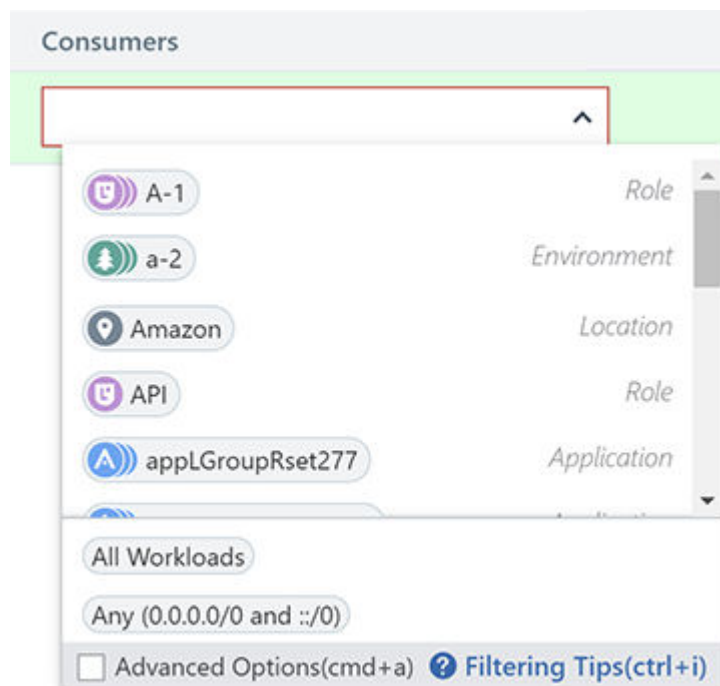 Consumers
A-1 Role
a-2 Environment
Amazon Location
API Role
appLGroupRset277 Application
All Workloads
Any (0.0.0.0/0 and ::/0)
Advanced Options(cmd+a) ? Filtering Tips(ctrl+i)